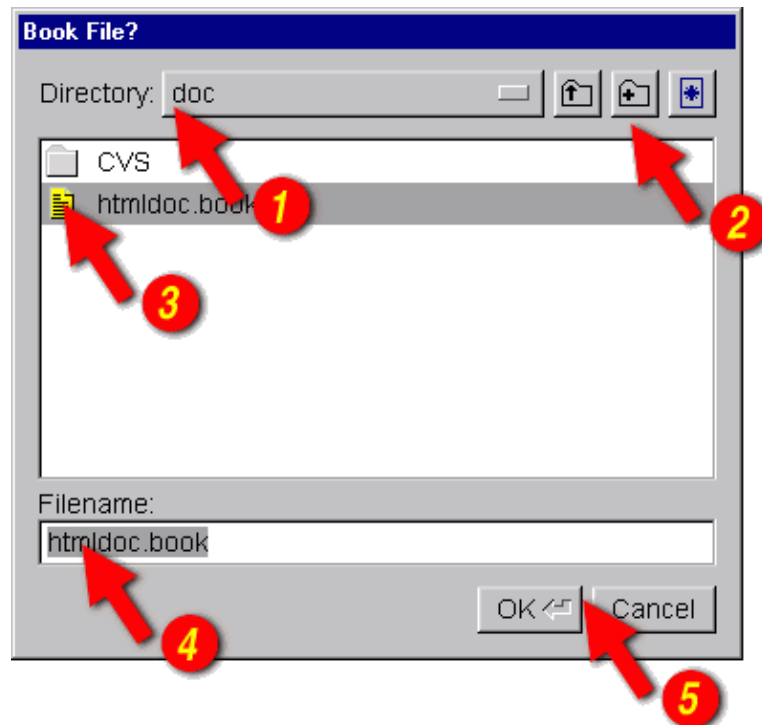 Book File?
Directory: doc
CVS
htmldoc.book 1
2
3
Filename:
htmldoc.book
OK Cancel
4
5